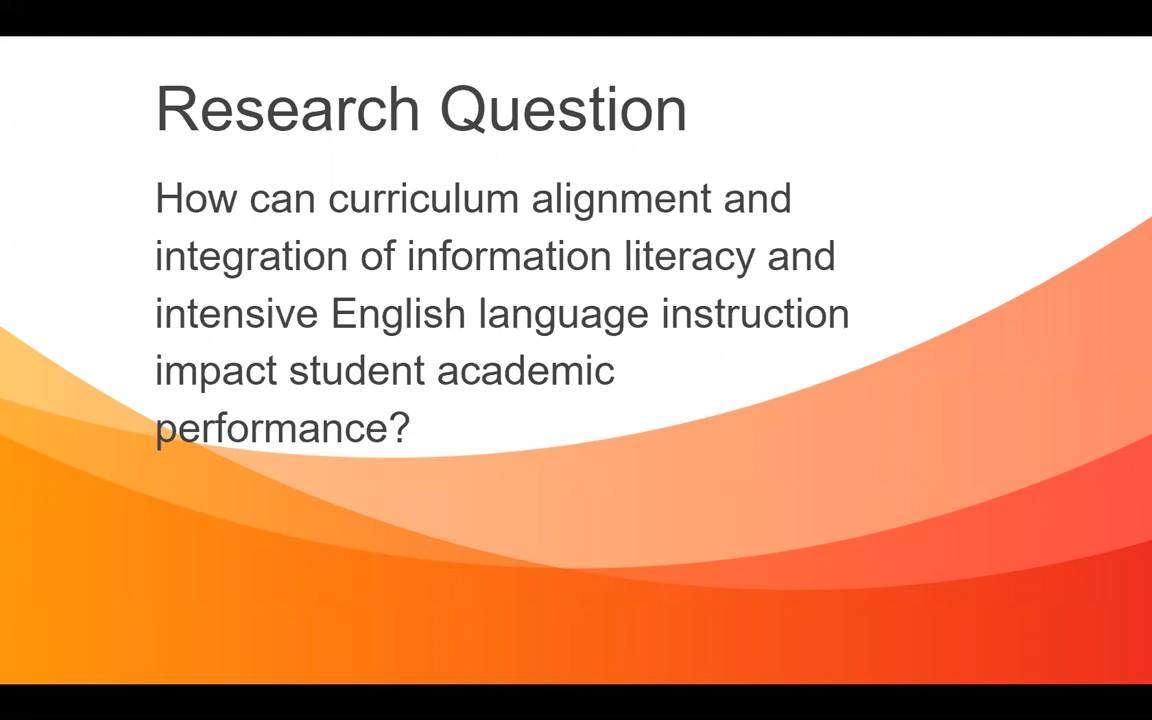 Research Question
How can curriculum alignment and
integration of information literacy and
intensive English language instruction
impact student academic
performance?